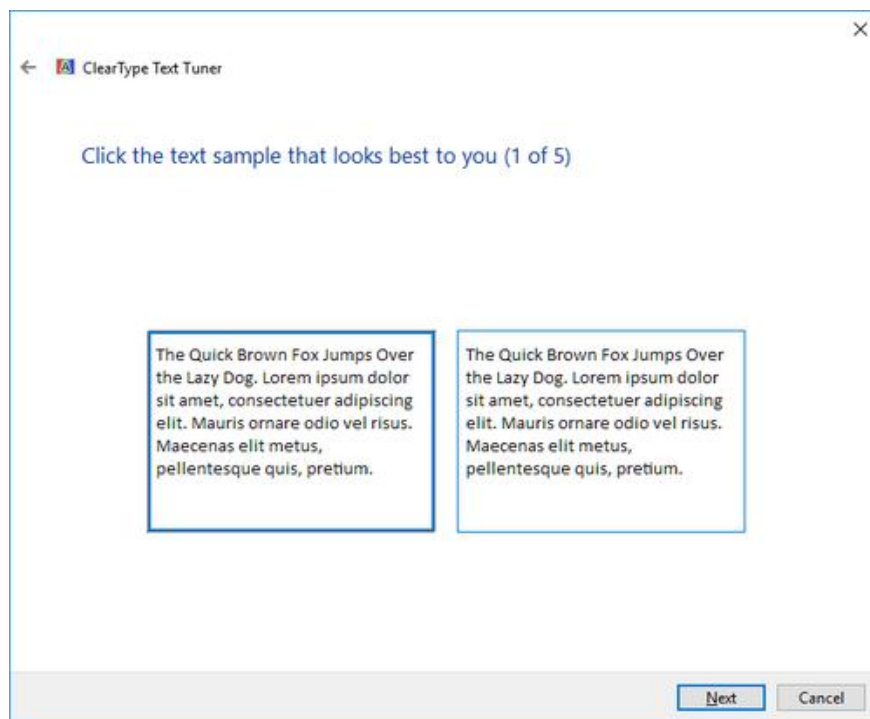 ClearType Text Tuner
Click the text sample that looks best to you (1 of 5)
The Quick Brown Fox Jumps Over
the Lazy Dog. Lorem ipsum dolor
sit amet, consectetuer adipiscing
elit. Mauris ornare odio vel risus.
Maecenas elit metus,
pellentesque quis, pretium.
The Quick Brown Fox Jumps Over
the Lazy Dog. Lorem ipsum dolor
sit amet, consectetuer adipiscing
elit. Mauris ornare odio vel risus.
Maecenas elit metus,
pellentesque quis, pretium.
Next
Cancel